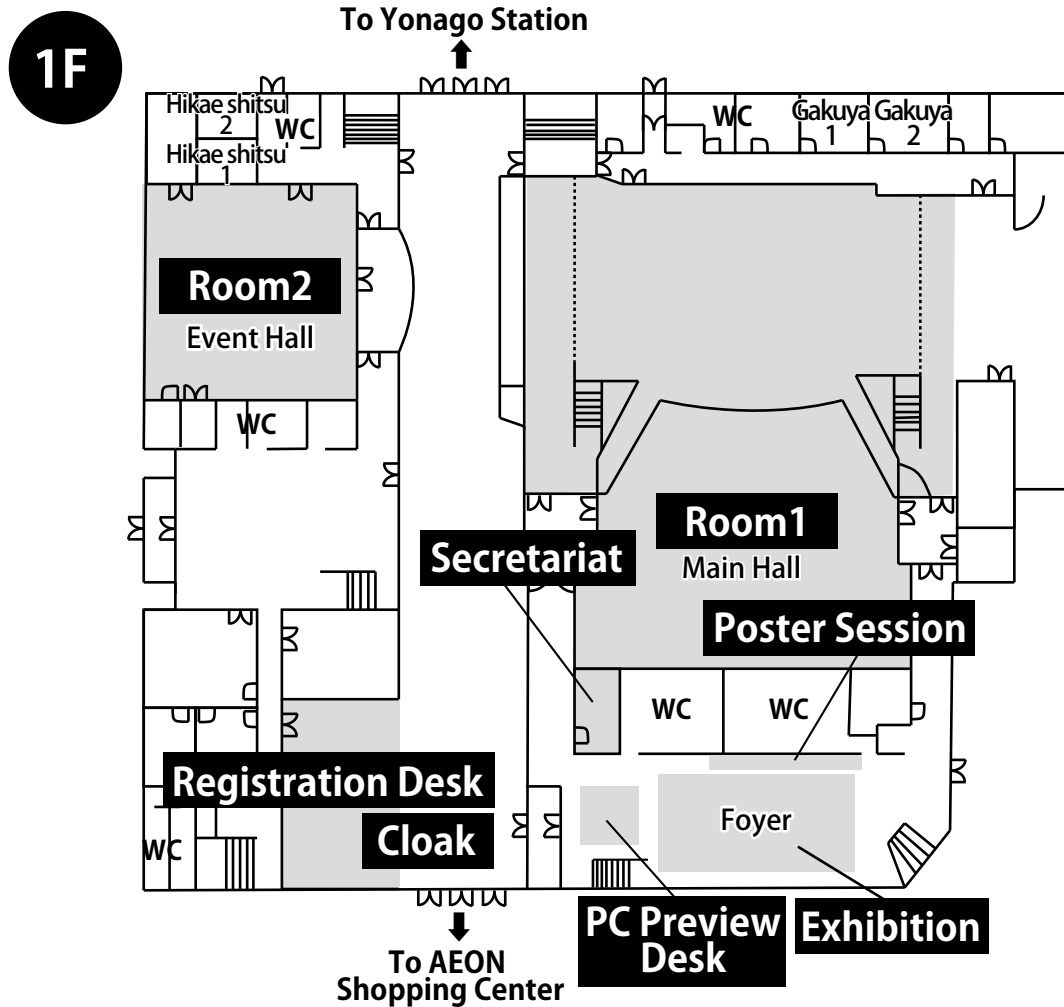 To Yonago Station
1F
Hikae shitsu
2
WC
Hikae shitsu
1
WC
Gakuya
1
Gakuya
2
Room2
Event Hall
WC
Room1
Main Hall
Secretariat
Poster Session
WC
WC
Registration Desk
Cloak
WC
Foyer
PC Preview
Desk
Exhibition
To AEON
Shopping Center